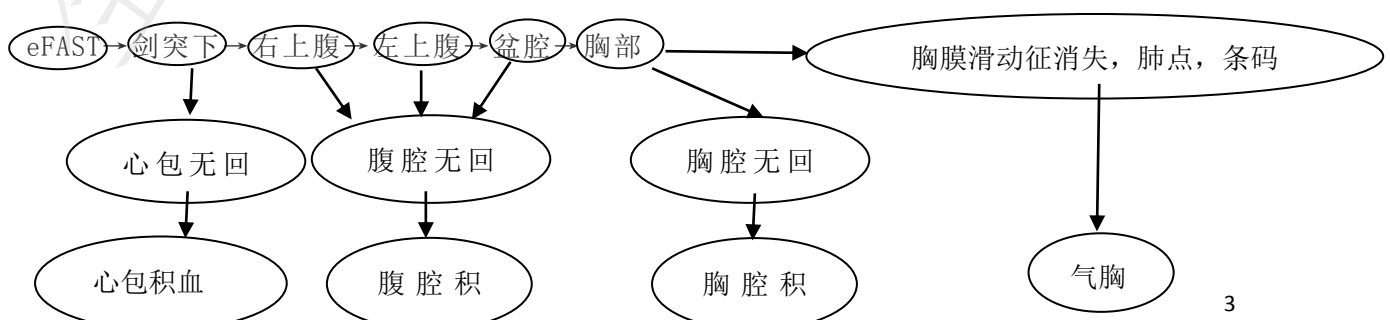 eFAST→剑突下→右上腹→左上腹→盆腔→胸部
胸膜滑动征消失，肺点，条码
心包无回
腹腔无回
胸腔无回
心包积血
腹 腔 积
胸 腔 积
气胸
3